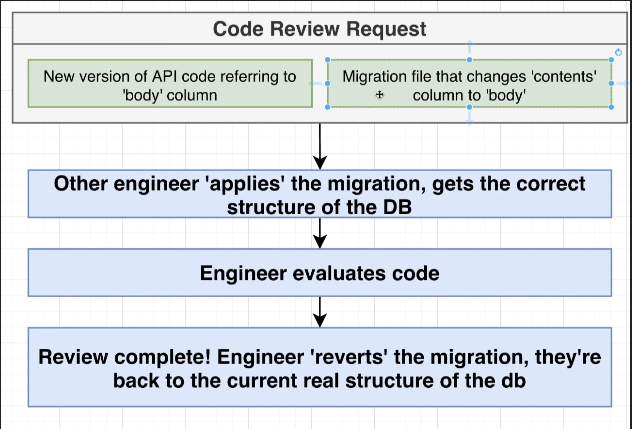 Code Review Request
New version of API code referring to
'body' column
Migration file that changes 'contents'
column to 'body'
Other engineer 'applies' the migration, gets the correct
structure of the DB
Engineer evaluates code
Review complete! Engineer 'reverts' the migration, they're
back to the current real structure of the db